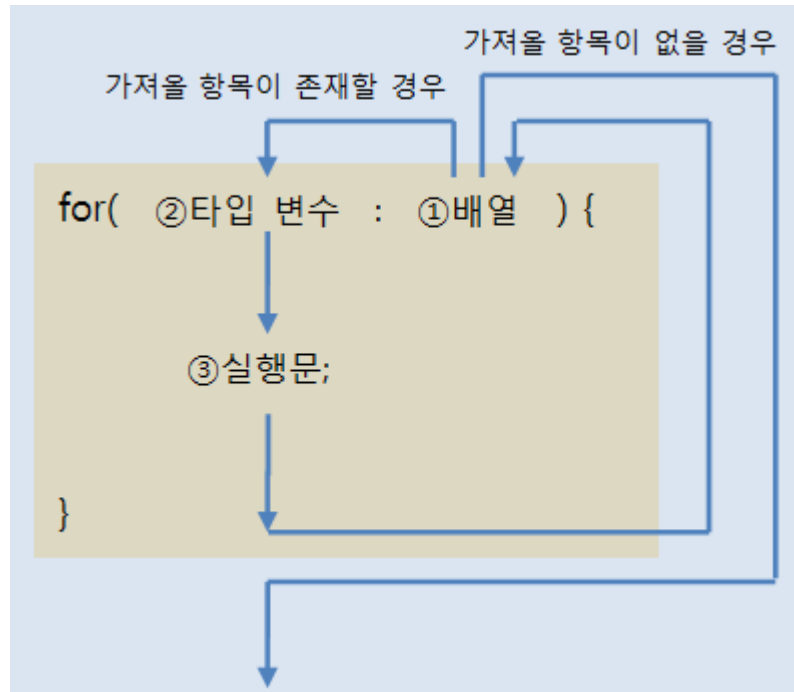 가져올 항목이 없을 경우
가져올 항목이 존재할 경우
for( ②타입 변수 : ①배열 ) {
③실행문;
}